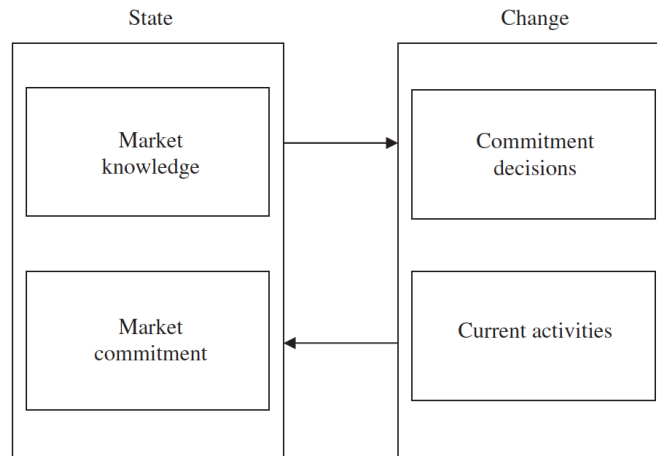 State
Change
Market
knowledge
Commitment
decisions
Market
commitment
Current activities